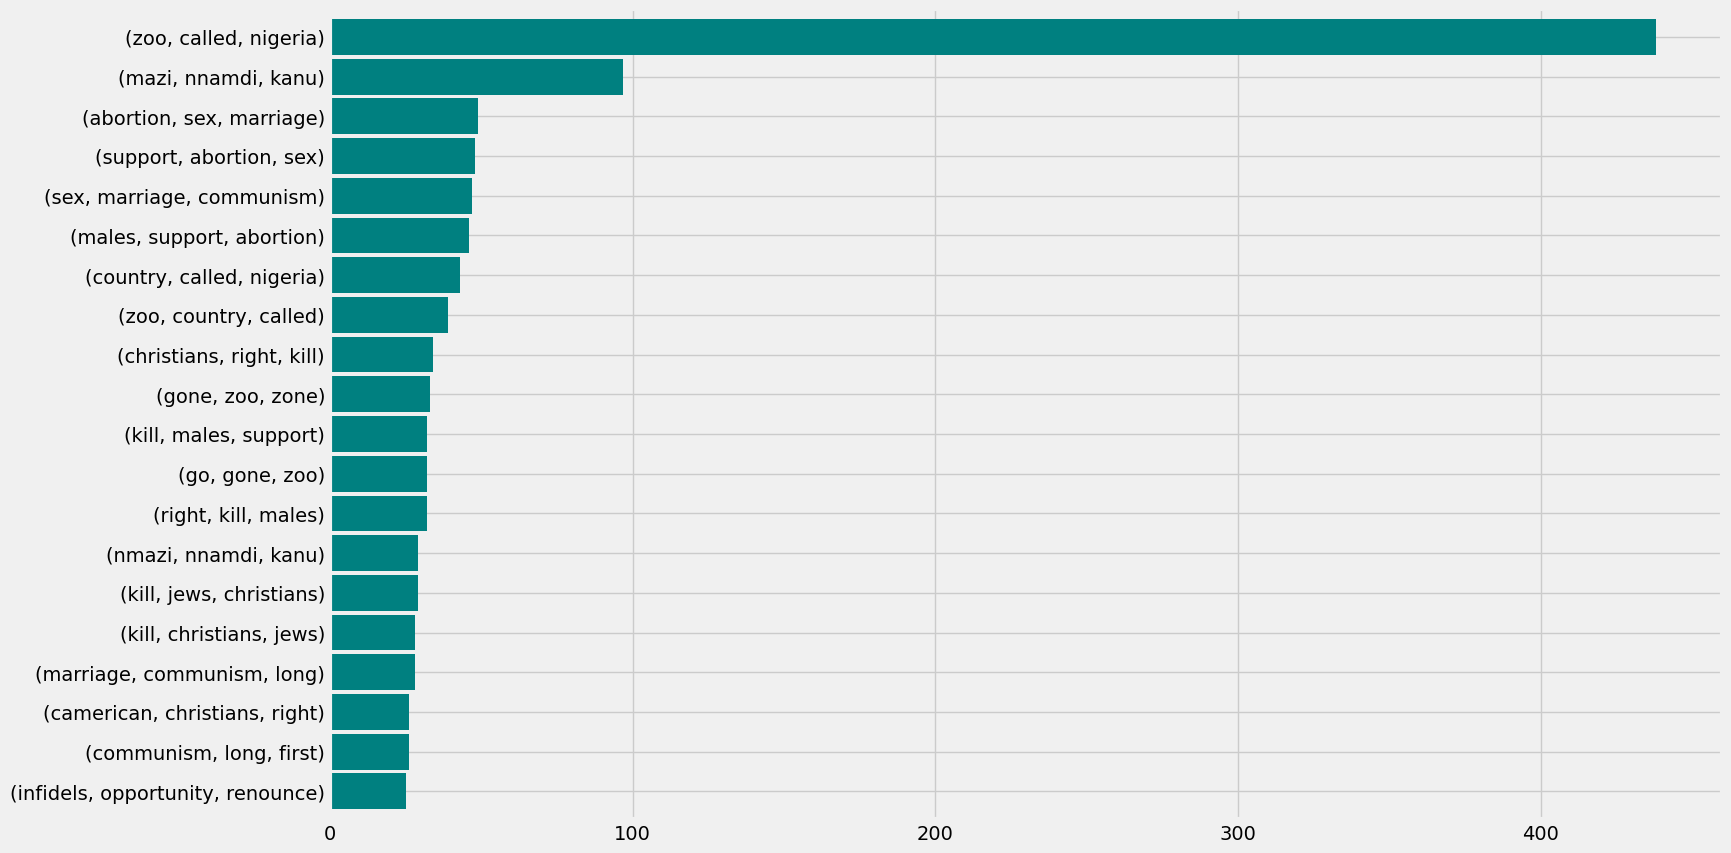 (zoo, called, nigeria)
(mazi, nnamdi, kanu)
(abortion, sex, marriage)
(support, abortion, sex)
(sex, marriage, communism)
(males, support, abortion)
(country, called, nigeria)
(zoo, country, called)
(christians, right, kill)
(gone, zoo, zone)
(kill, males, support)
(go, gone, zoo)
(right, kill, males)
(nmazi, nnamdi, kanu)
(kill, jews, christians)
(kill, christians, jews)
(marriage, communism, long)
(camerican, christians, right)
(communism, long, first)
(infidels, opportunity, renounce)
0 100 200 300 400